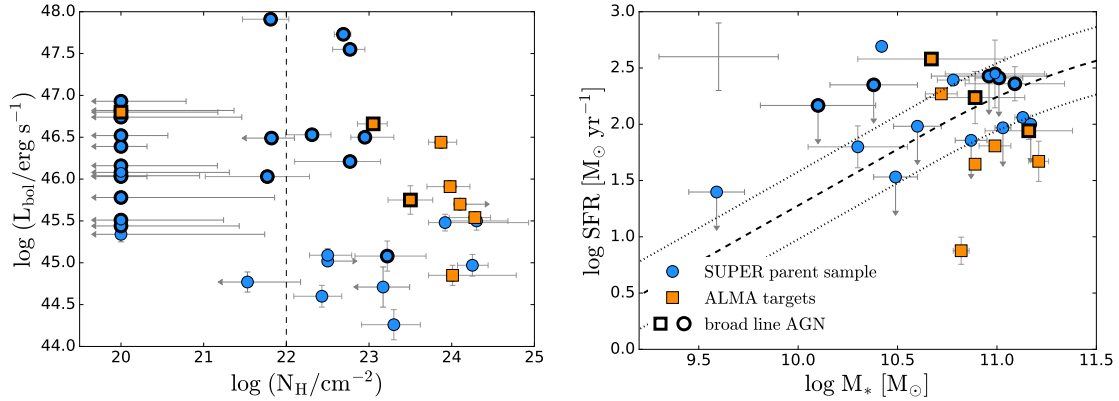 48.0
47.5
47.0
46.5
46.0
45.5
45.0
44.5
44.0
log (L_bol/erg s⁻¹)
20 21 22 23 24 25
log (N_H/cm⁻²)
3.0
2.5
2.0
1.5
1.0
0.5
0.0
log SFR [M_⊙ yr⁻¹]
SUPER parent sample
ALMA targets
broad line AGN
9.5 10.0 10.5 11.0 11.5
log M_* [M_⊙]